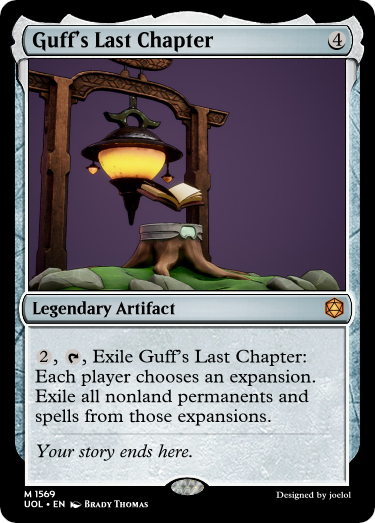 Guff's Last Chapter 4
Legendary Artifact
2, , Exile Guff's Last Chapter:
Each player chooses an expansion.
Exile all nonland permanents and
spells from those expansions.
Your story ends here.
M 1569
UOL • EN Brady Thomas
Designed by joelol